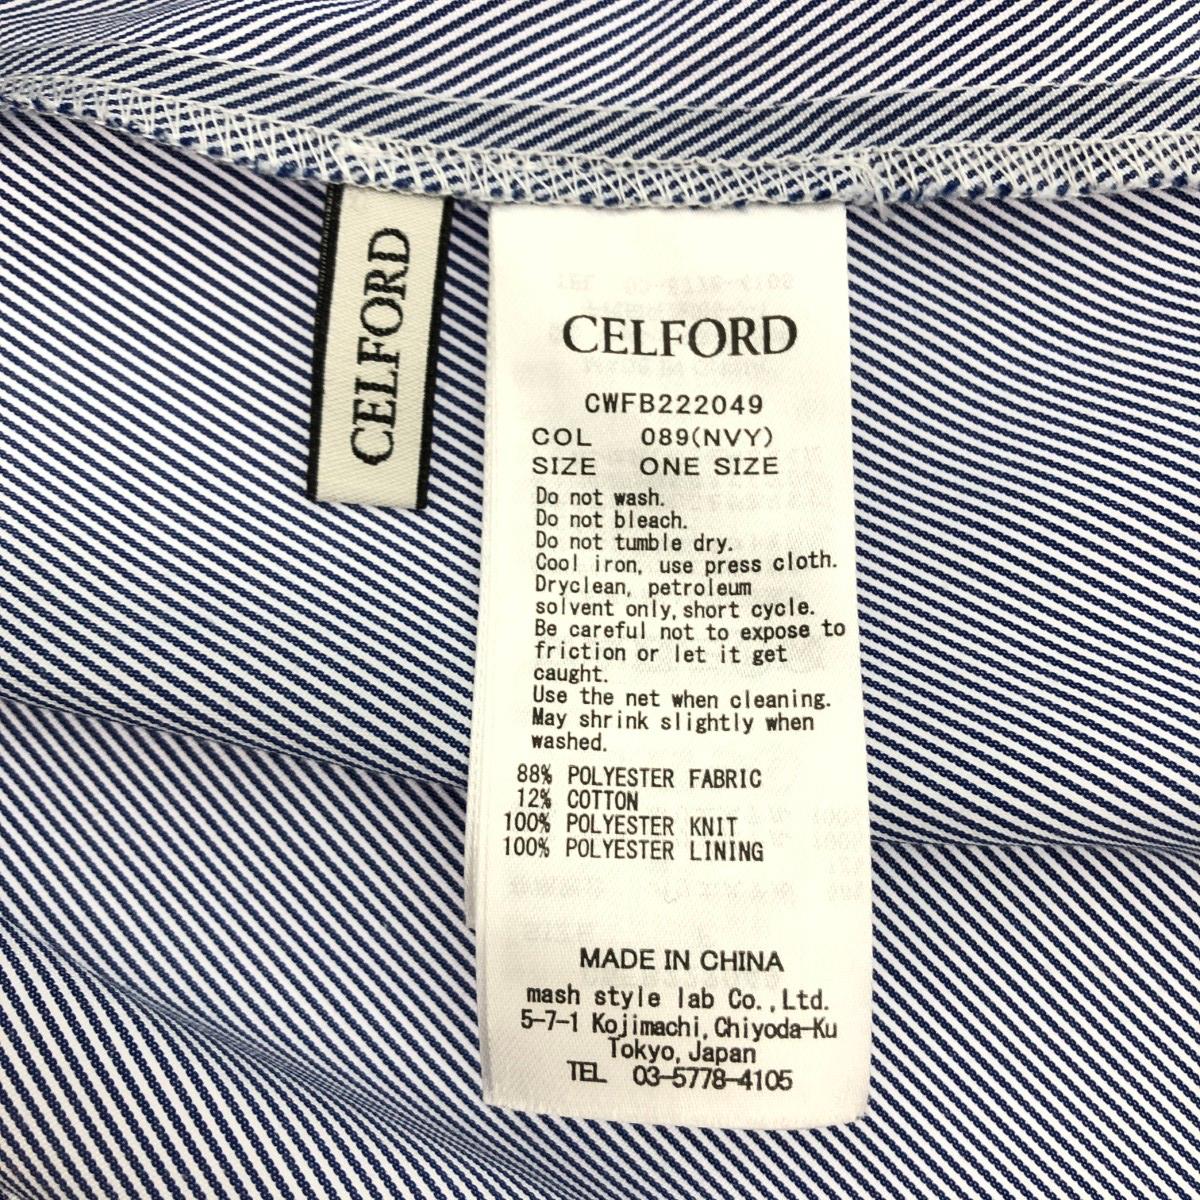 CELFORD
CELFORD
CWFB222049
COL 089(NVY)
SIZE ONE SIZE
Do not wash.
Do not bleach.
Do not tumble dry.
Cool iron, use press cloth.
Dryclean, petroleum
solvent only,short cycle.
Be careful not to expose to
friction or let it get
caught.
Use the net when cleaning.
May shrink slightly when
washed.
88% POLYESTER FABRIC
12% COTTON
100% POLYESTER KNIT
100% POLYESTER LINING
MADE IN CHINA
mash style lab Co.,Ltd.
5-7-1 Kojimachi,Chiyoda-Ku
Tokyo,Japan
TEL 03-5778-4105